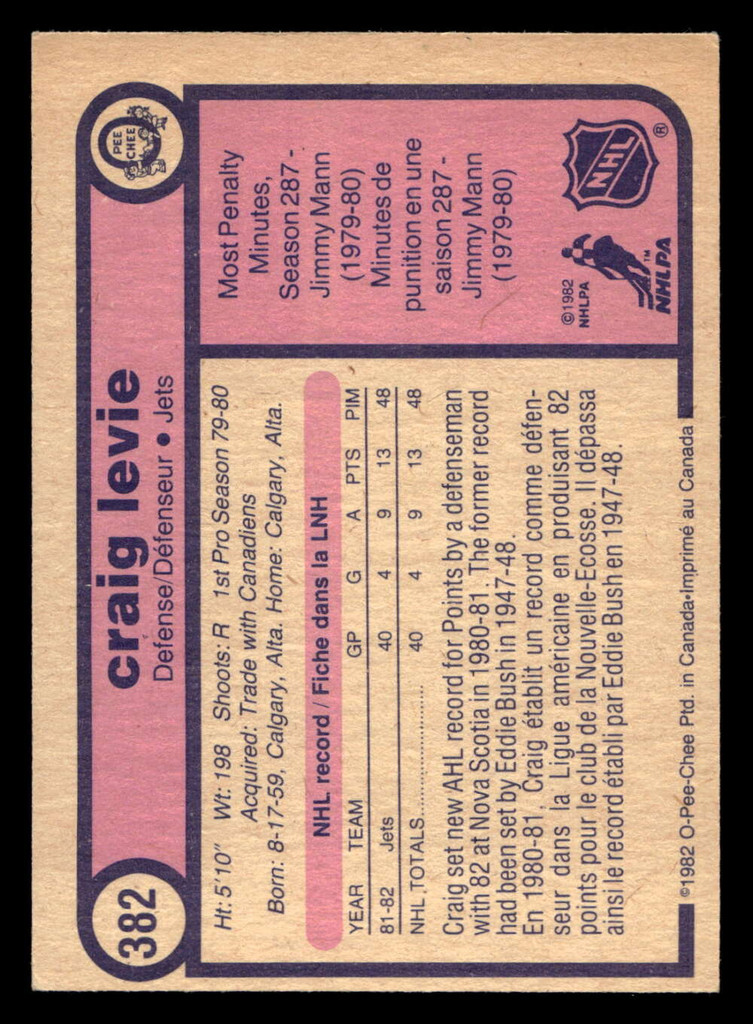 382
craig levie
Defense/Défenseur • Jets
O
PEE
CHEE
Ht: 5'10" Wt: 198 Shoots: R 1st Pro Season 79-80
Acquired: Trade with Canadiens
Born: 8-17-59, Calgary, Alta. Home: Calgary, Alta.
NHL record / Fiche dans la LNH
YEAR TEAM GP G A PTS PIM
81-82 Jets 40 4 9 13 48
NHL TOTALS.................... 40 4 9 13 48
Craig set new AHL record for Points by a defenseman
with 82 at Nova Scotia in 1980-81. The former record
had been set by Eddie Bush in 1947-48.
En 1980-81, Craig établit un record comme défen-
seur dans la Ligue américaine en produisant 82
points pour le club de la Nouvelle-Ecosse. Il dépassa
ainsi le record établi par Eddie Bush en 1947-48.
Most Penalty
Minutes,
Season 287 -
Jimmy Mann
(1979-80)
Minutes de
punition en une
saison 287 -
Jimmy Mann
(1979-80)
©1982
NHLPA
NHL
®
TM
NHLPA
©1982 O-Pee-Chee Ptd. in Canada•Imprimé au Canada